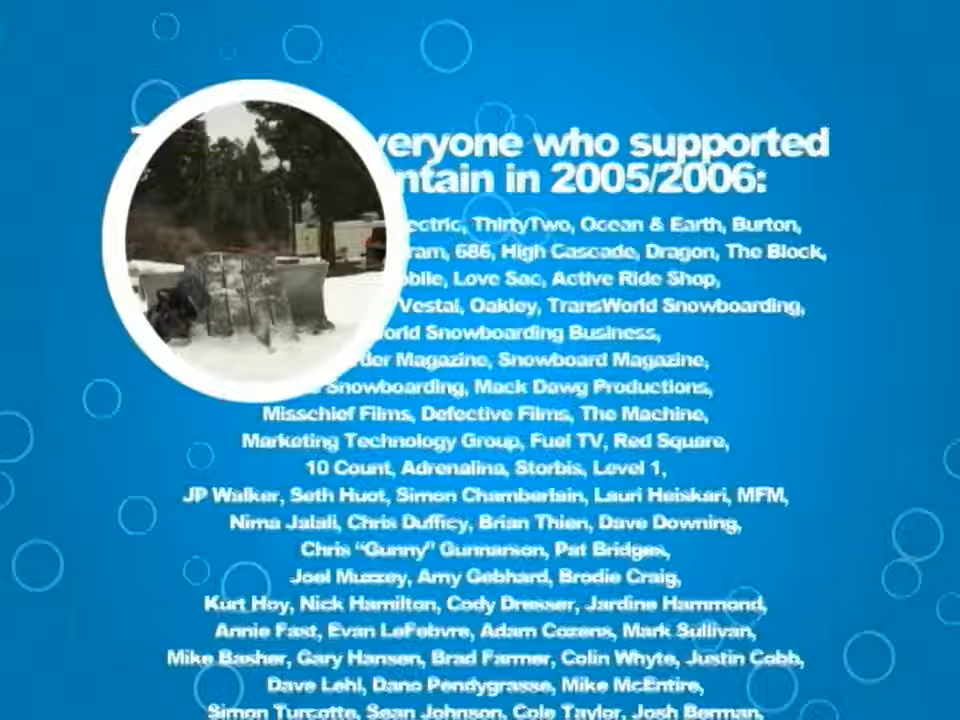 everyone who supported
ntain in 2005/2006:
ectric, ThirtyTwo, Ocean & Earth, Burton,
ram, 686, High Cascade, Dragon, The Block,
obile, Love Sac, Active Ride Shop,
Vestal, Oakley, TransWorld Snowboarding,
orld Snowboarding Business,
der Magazine, Snowboard Magazine,
Snowboarding, Mack Dawg Productions,
Misschief Films, Defective Films, The Machine,
Marketing Technology Group, Fuel TV, Red Square,
10 Count, Adrenalina, Storbis, Level 1,
JP Walker, Seth Huot, Simon Chamberlain, Lauri Heiskari, MFM,
Nima Jalali, Chris Dufficy, Brian Thien, Dave Downing,
Chris “Gunny” Gunnarson, Pat Bridges,
Joel Muzzey, Amy Gebhard, Brodie Craig,
Kurt Hoy, Nick Hamilton, Cody Dresser, Jardine Hammond,
Annie Fast, Evan LeFebvre, Adam Cozens, Mark Sullivan,
Mike Basher, Gary Hansen, Brad Farmer, Colin Whyte, Justin Cobb,
Dave Lehl, Dano Pendygrasse, Mike McEntire,
Simon Turcotte, Sean Johnson, Cole Taylor, Josh Berman,